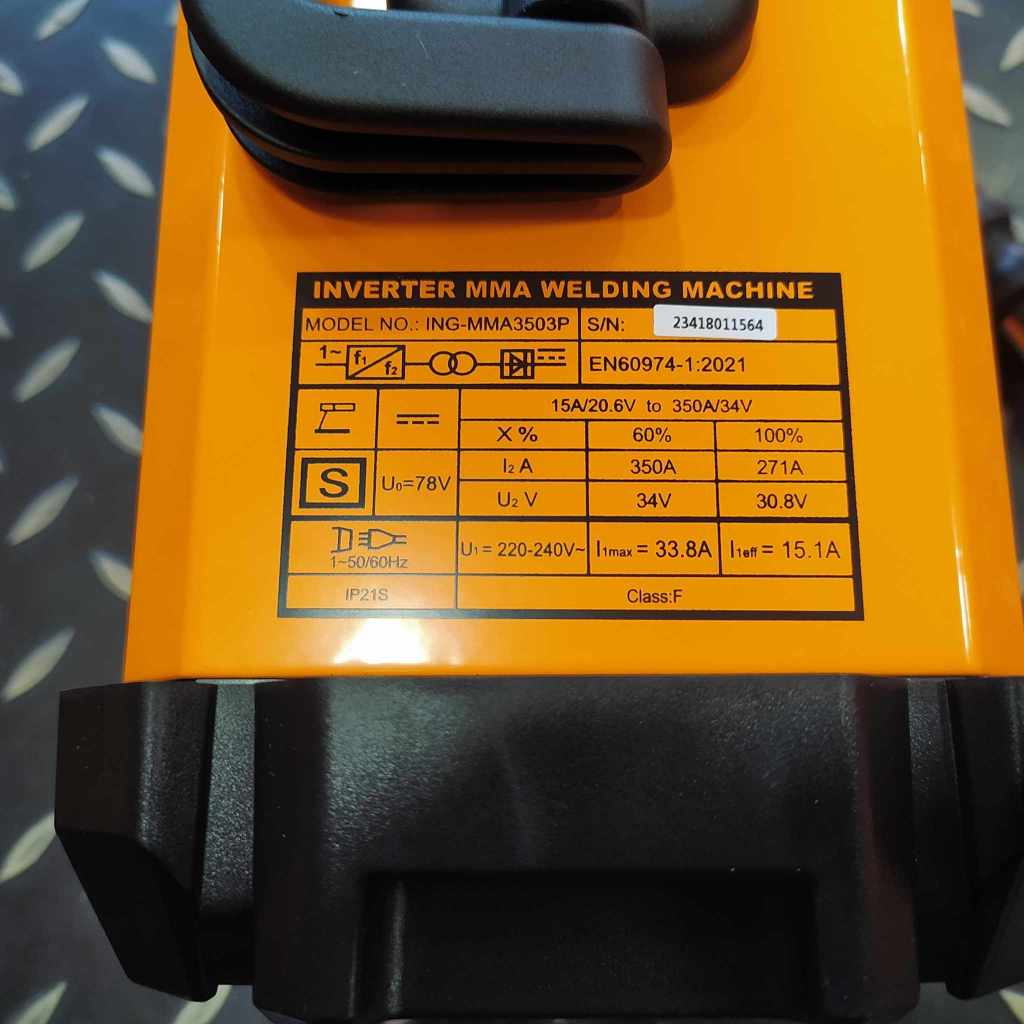 INVERTER MMA WELDING MACHINE
MODEL NO.: ING-MMA3503P S/N: 23418011564
1~ f₁ f₂ EN60974-1:2021
15A/20.6V to 350A/34V
X % 60% 100%
S U₀=78V I₂ A 350A 271A
U₂ V 34V 30.8V
1~50/60Hz U₁ = 220-240V~ I₁max = 33.8A I₁eff = 15.1A
IP21S Class:F